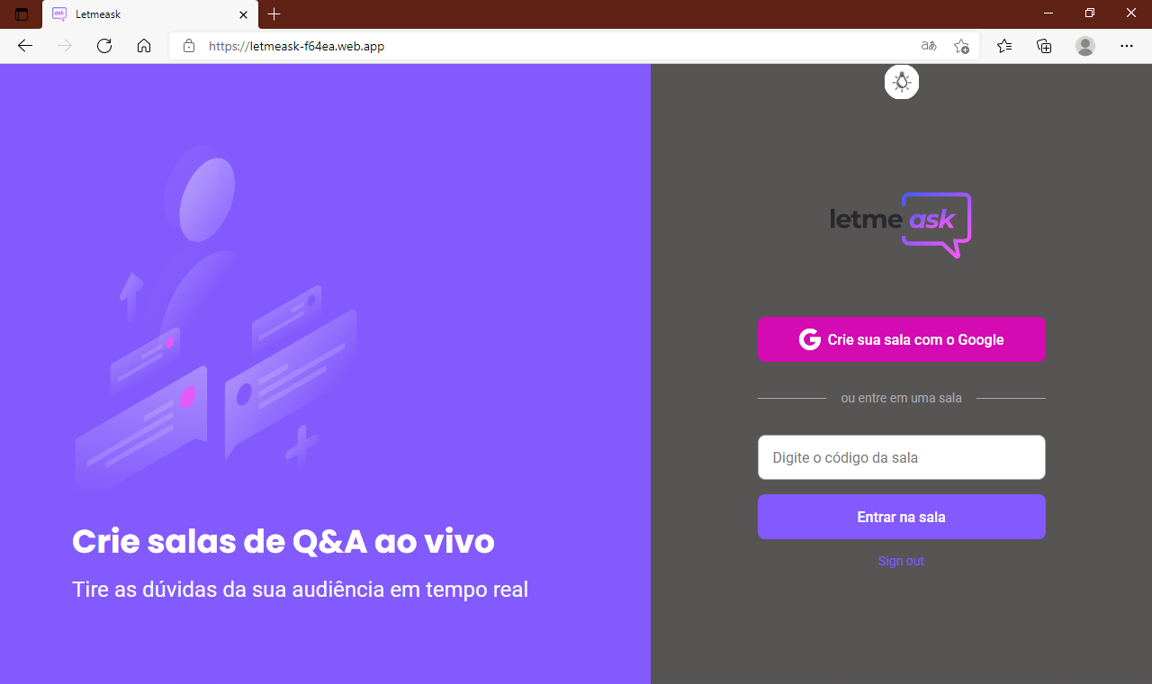 Letmeask
https://letmeask-f64ea.web.app
aあ
letme ask
Crie sua sala com o Google
ou entre em uma sala
Digite o código da sala
Entrar na sala
Sign out
Crie salas de Q&A ao vivo
Tire as dúvidas da sua audiência em tempo real